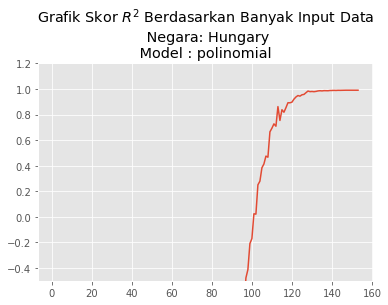 Grafik Skor $R^2$ Berdasarkan Banyak Input Data
Negara: Hungary
Model : polinomial
1.2
1.0
0.8
0.6
0.4
0.2
0.0
−0.2
−0.4
0 20 40 60 80 100 120 140 160